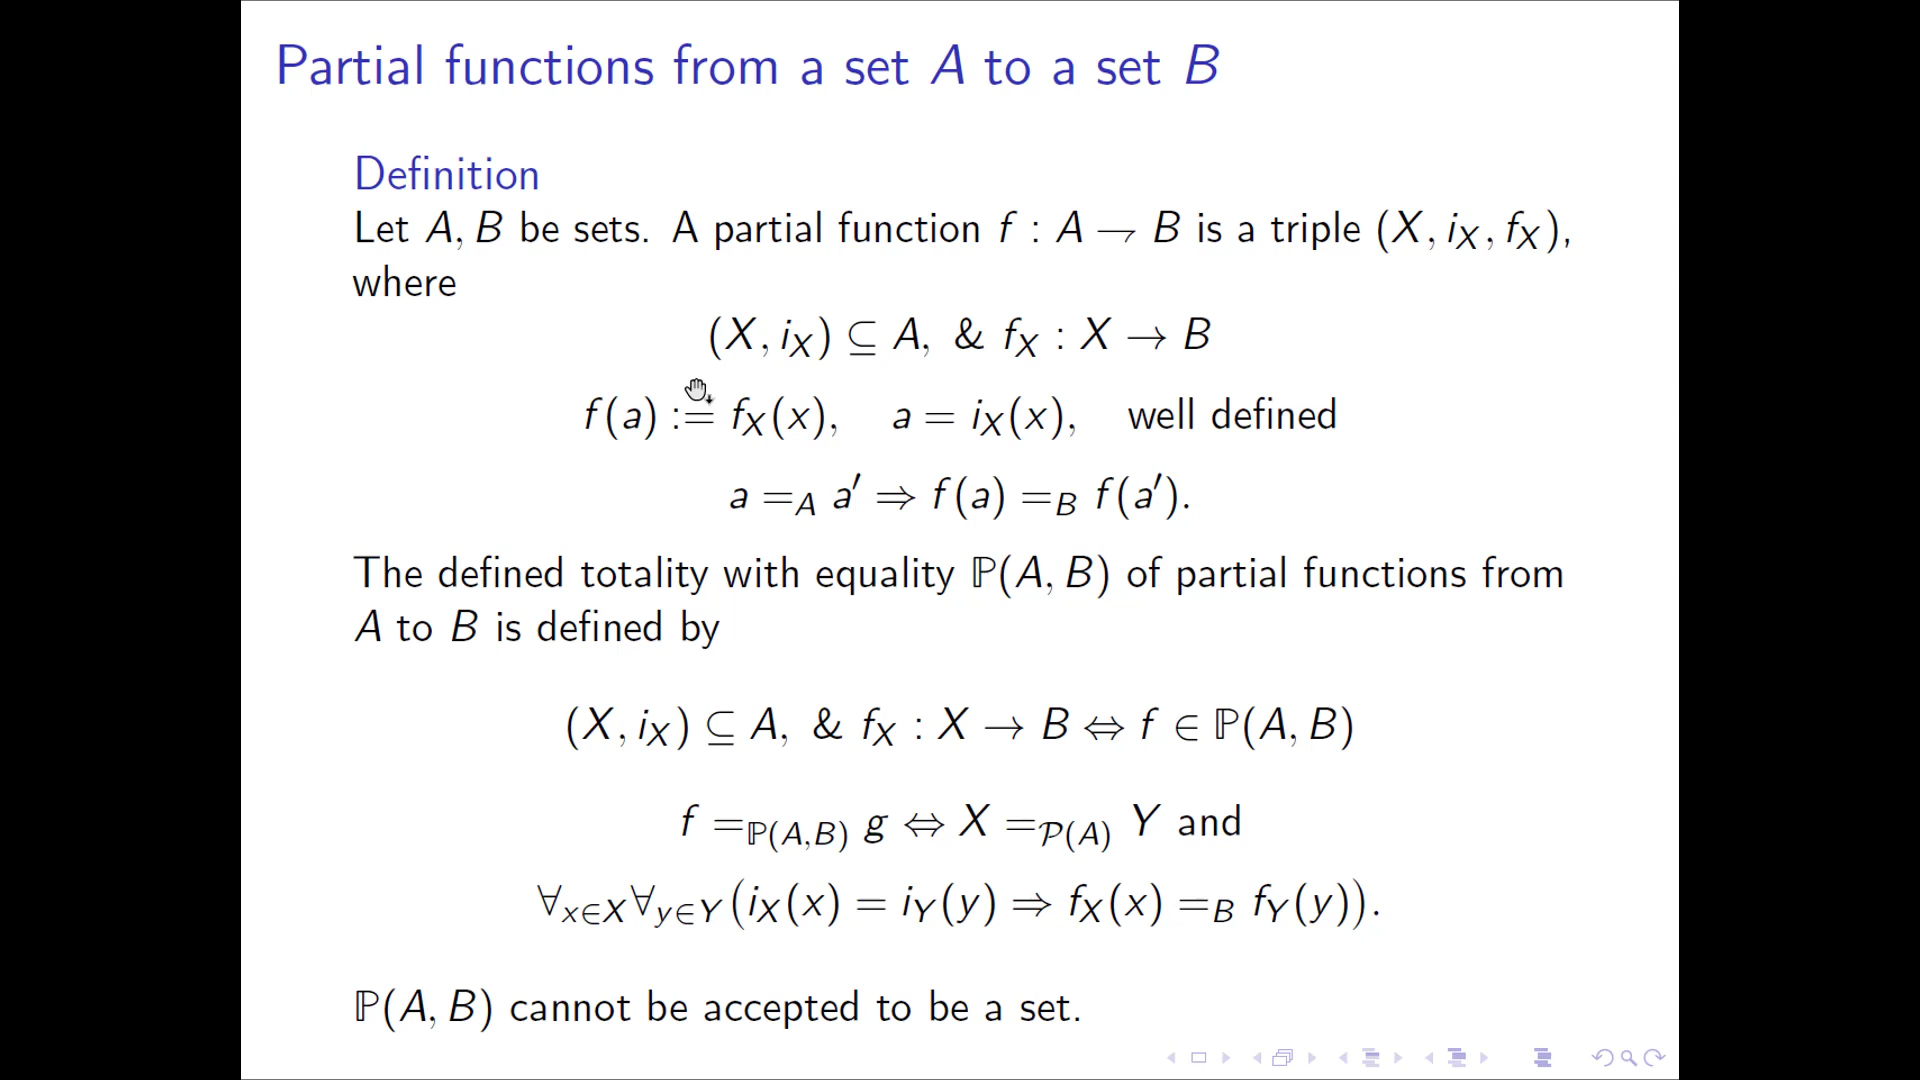 Partial functions from a set A to a set B
Definition
Let A, B be sets. A partial function f : A ⇀ B is a triple (X, i_X, f_X),
where
(X, i_X) ⊆ A, & f_X : X → B
f(a) := f_X(x), a = i_X(x), well defined
a =_A a′ ⇒ f(a) =_B f(a′).
The defined totality with equality ℙ(A, B) of partial functions from
A to B is defined by
(X, i_X) ⊆ A, & f_X : X → B ⇔ f ∈ ℙ(A, B)
f =_{ℙ(A,B)} g ⇔ X =_{𝒫(A)} Y and
∀_{x∈X}∀_{y∈Y}(i_X(x) = i_Y(y) ⇒ f_X(x) =_B f_Y(y)).
ℙ(A, B) cannot be accepted to be a set.